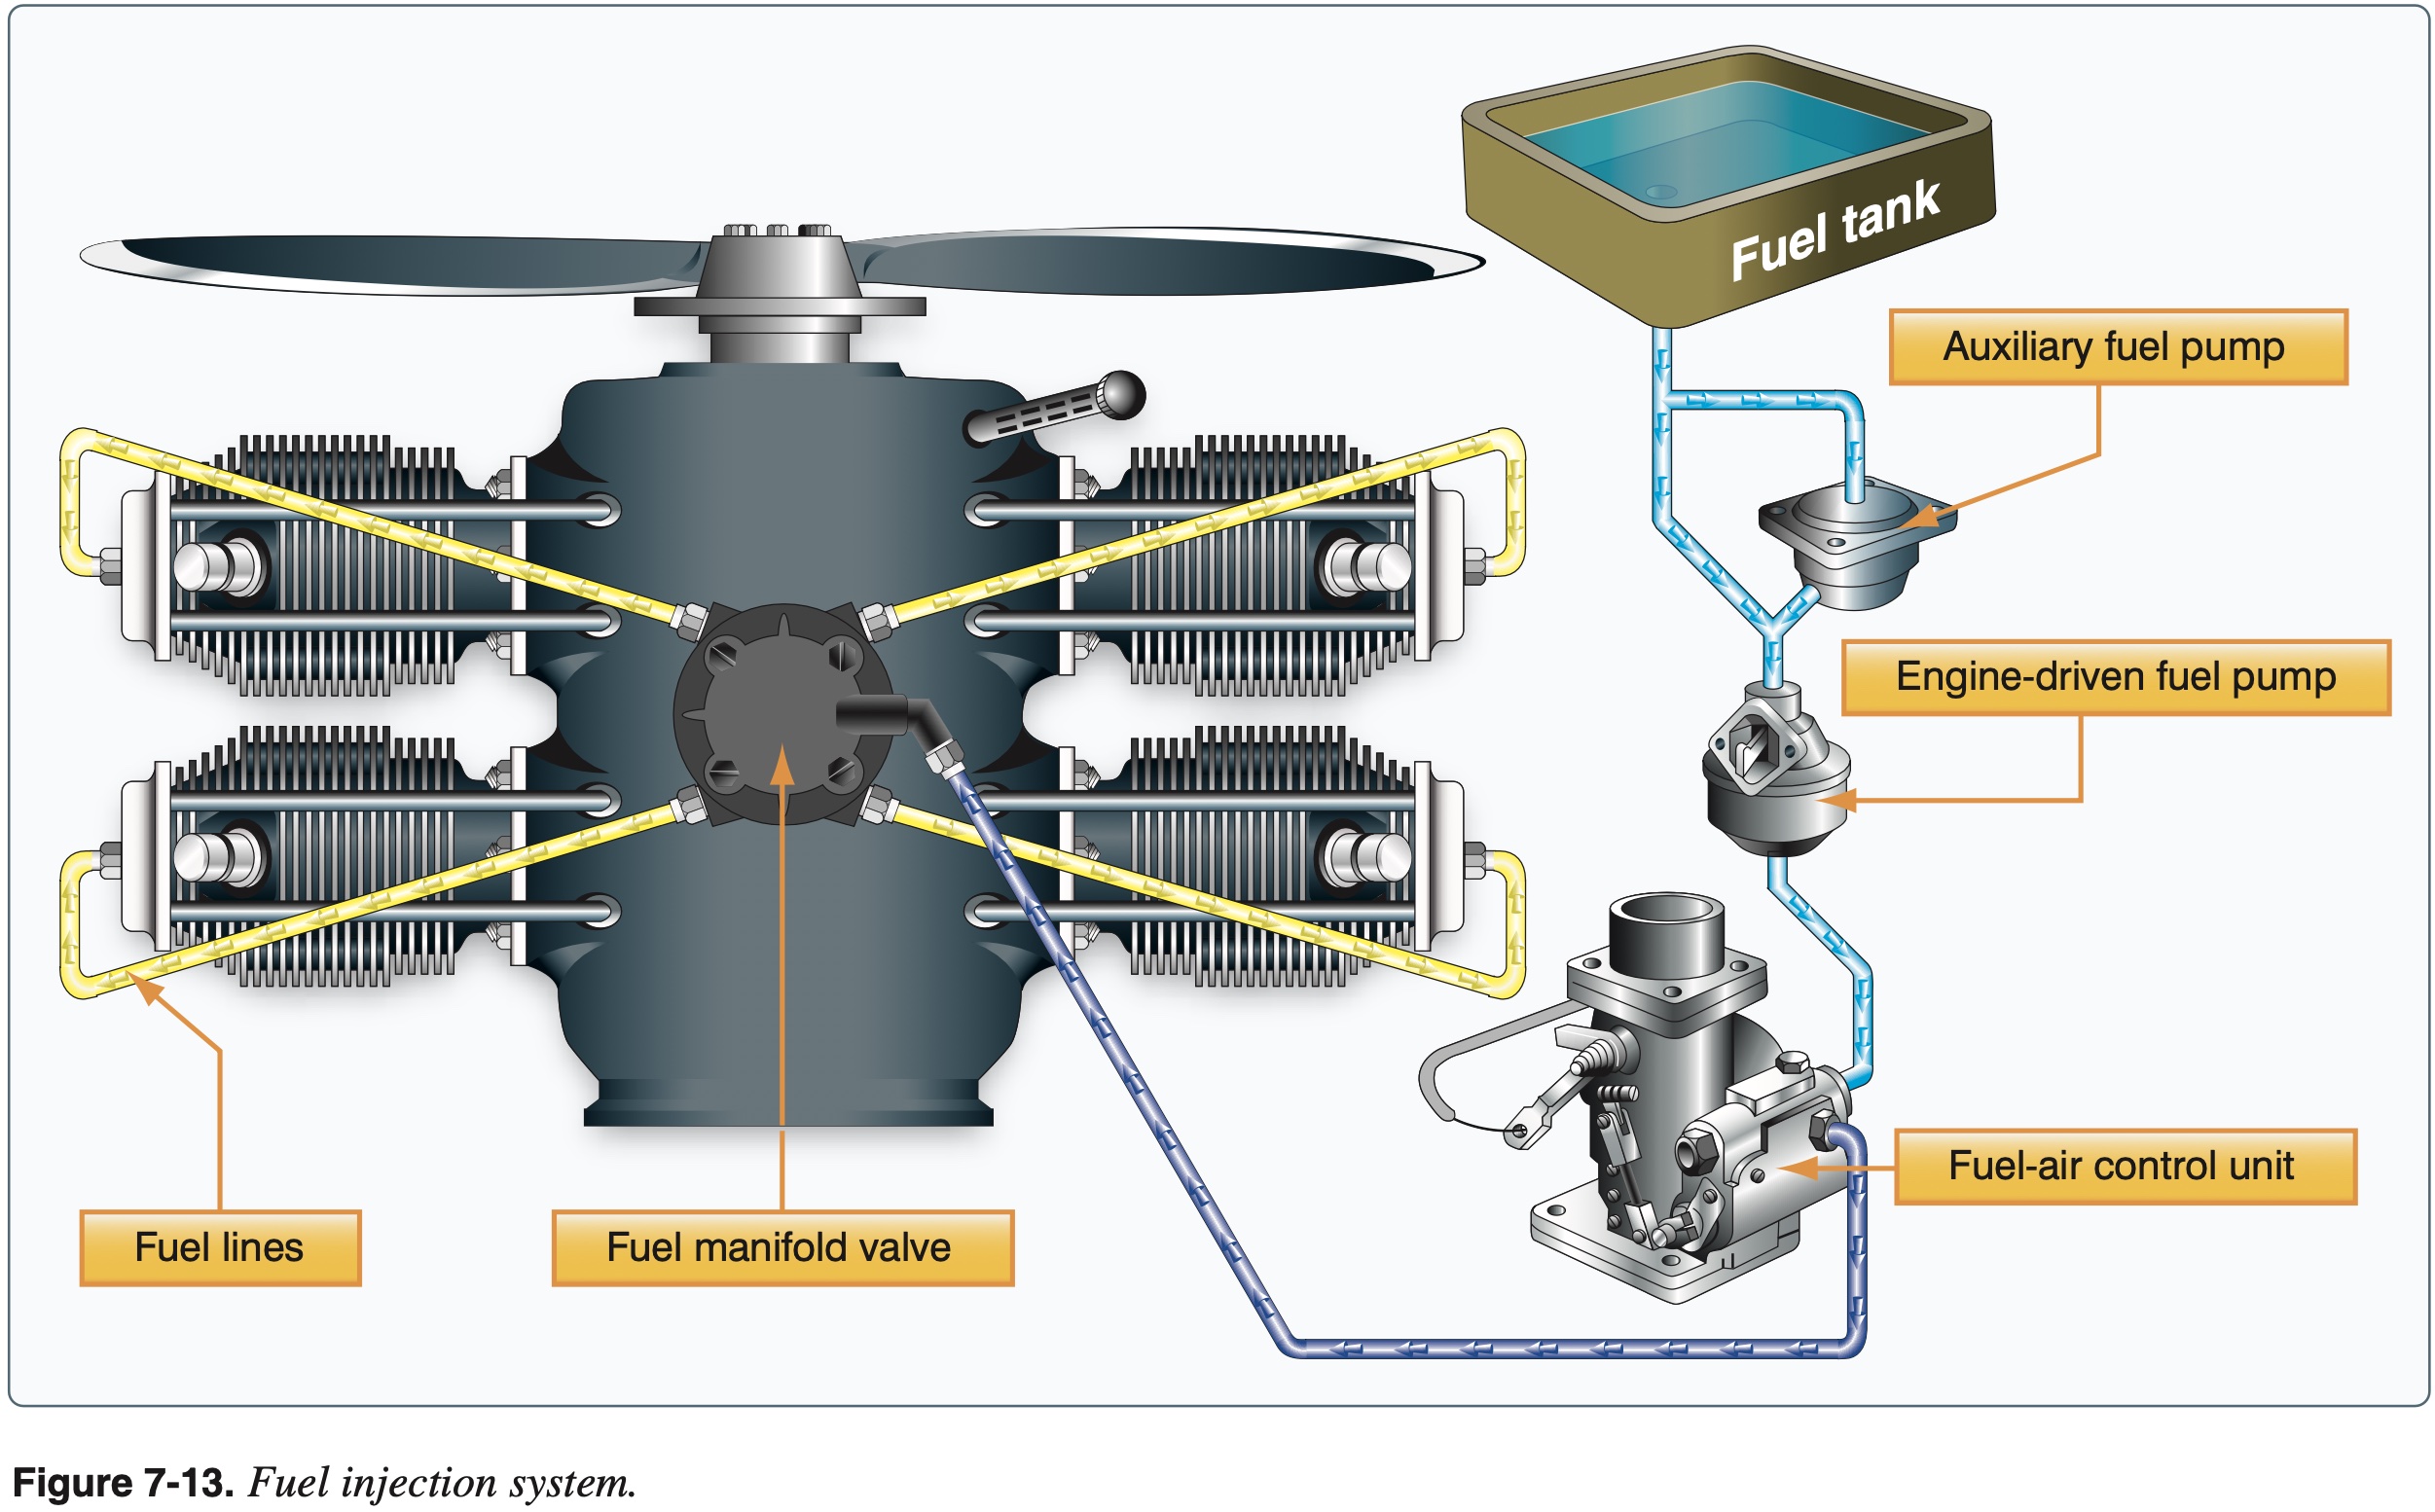 Fuel tank
Auxiliary fuel pump
Engine-driven fuel pump
Fuel-air control unit
Fuel lines
Fuel manifold valve
Figure 7-13. Fuel injection system.